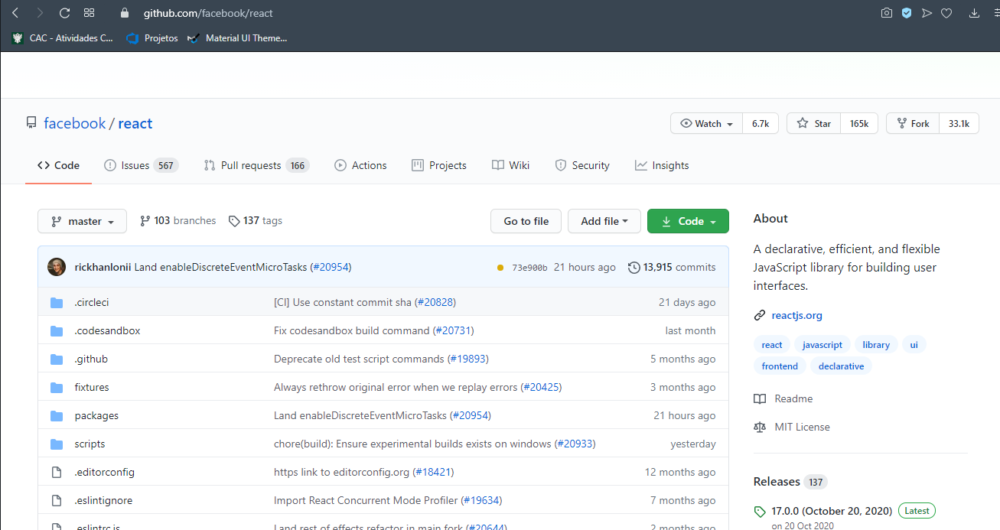 github.com/facebook/react
CAC - Atividades C... Projetos Material UI Theme...
facebook / react Watch 6.7k Star 165k Fork 33.1k
Code Issues 567 Pull requests 166 Actions Projects Wiki Security Insights
master 103 branches 137 tags Go to file Add file Code
rickhanlonii Land enableDiscreteEventMicroTasks (#20954) 73e900b 21 hours ago 13,915 commits
.circleci [CI] Use constant commit sha (#20828) 21 days ago
.codesandbox Fix codesandbox build command (#20731) last month
.github Deprecate old test script commands (#19893) 5 months ago
fixtures Always rethrow original error when we replay errors (#20425) 3 months ago
packages Land enableDiscreteEventMicroTasks (#20954) 21 hours ago
scripts chore(build): Ensure experimental builds exists on windows (#20933) yesterday
.editorconfig https link to editorconfig.org (#18421) 12 months ago
.eslintignore Import React Concurrent Mode Profiler (#19634) 7 months ago
.eslintrc.js Land rest of effects refactor in main fork (#20644) 2 months ago
About
A declarative, efficient, and flexible
JavaScript library for building user
interfaces.
reactjs.org
react javascript library ui
frontend declarative
Readme
MIT License
Releases 137
17.0.0 (October 20, 2020) Latest
on 20 Oct 2020